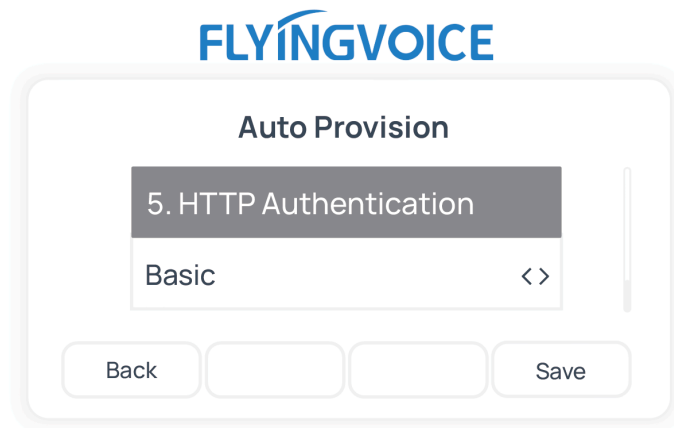 FLYINGVOICE
Auto Provision
5. HTTP Authentication
Basic < >
Back Save